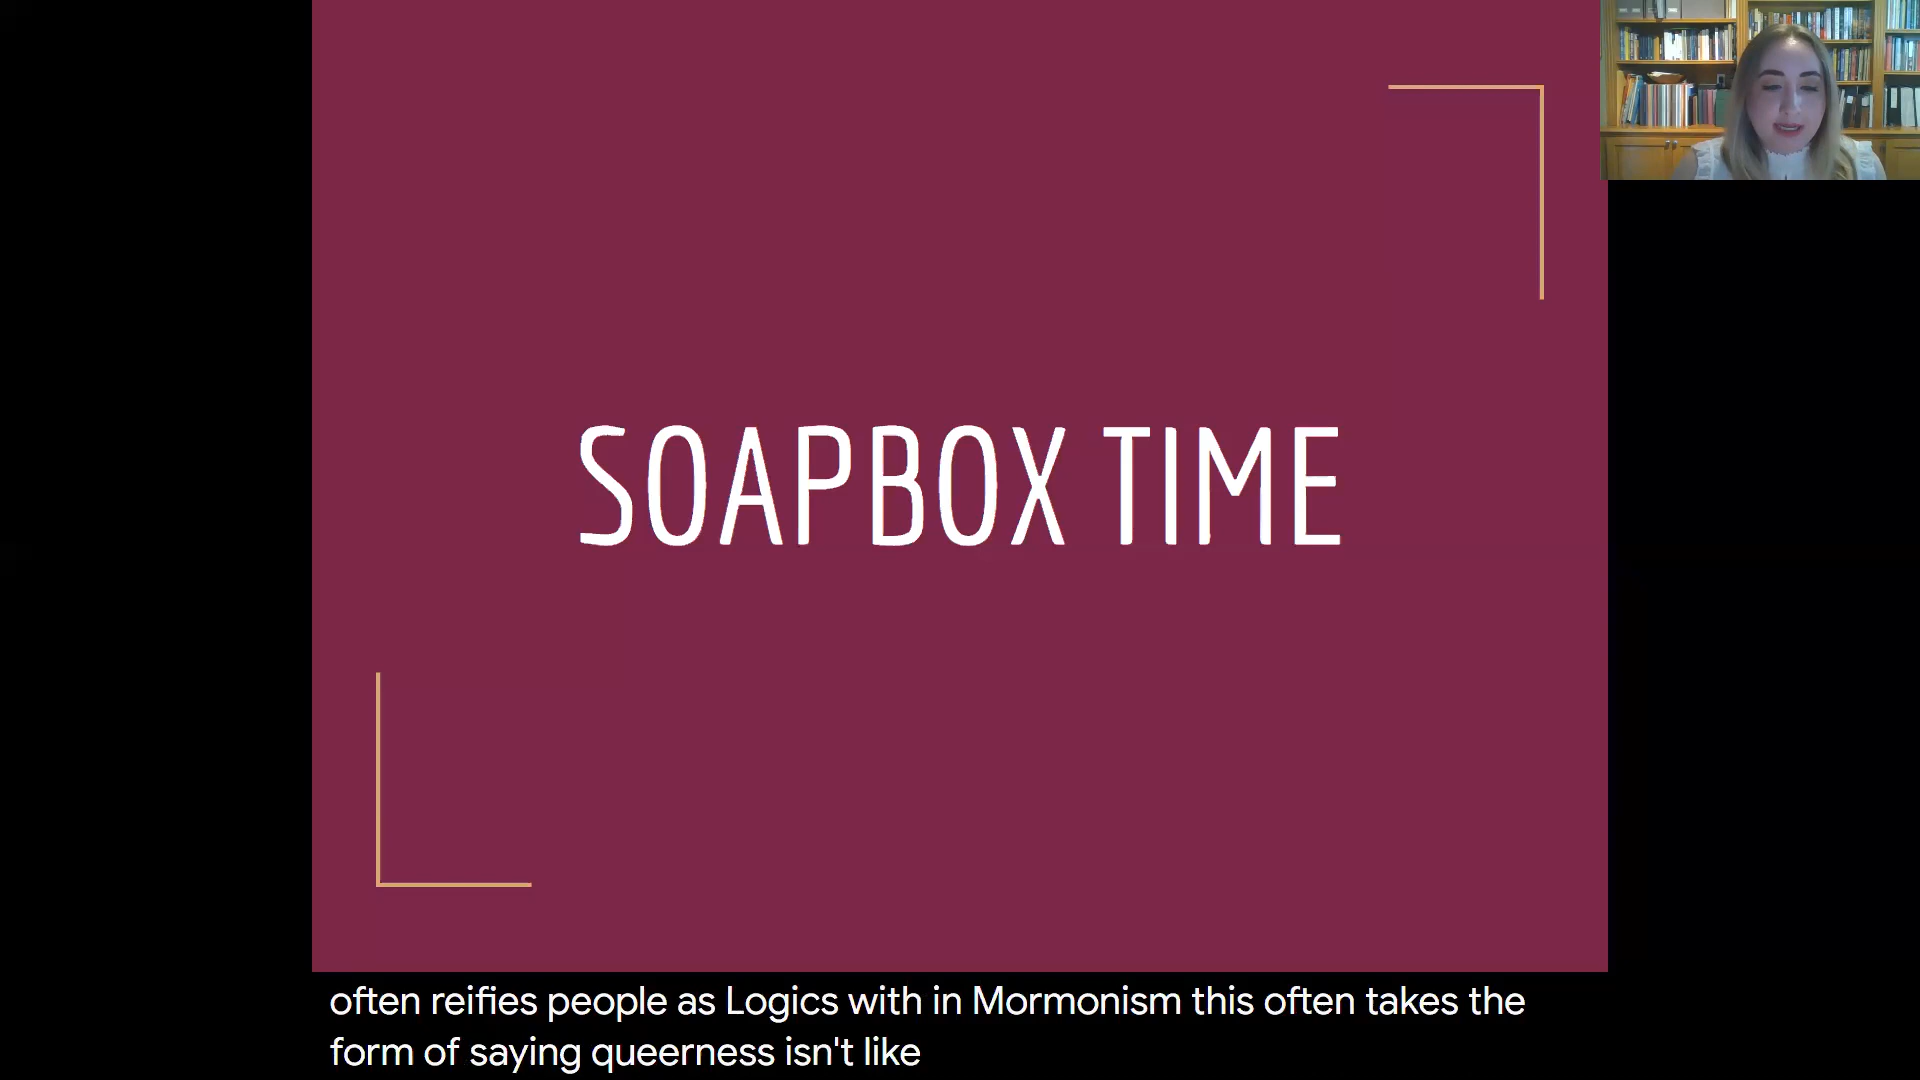 SOAPBOX TIME
often reifies people as Logics with in Mormonism this often takes the
form of saying queerness isn't like